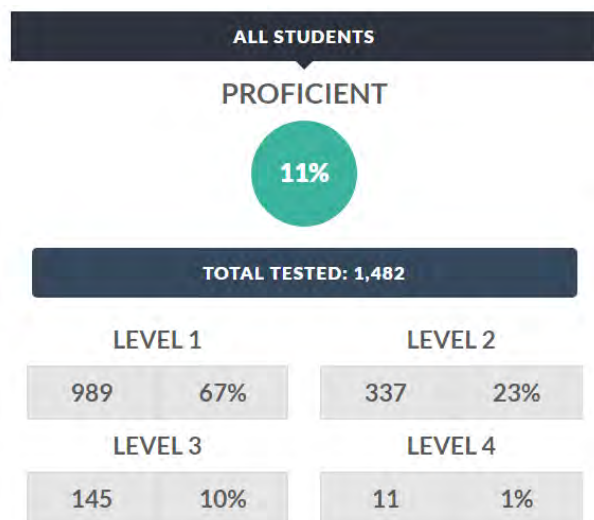 ALL STUDENTS
PROFICIENT
11%
TOTAL TESTED: 1,482
LEVEL 1 LEVEL 2
989 67% 337 23%
LEVEL 3 LEVEL 4
145 10% 11 1%